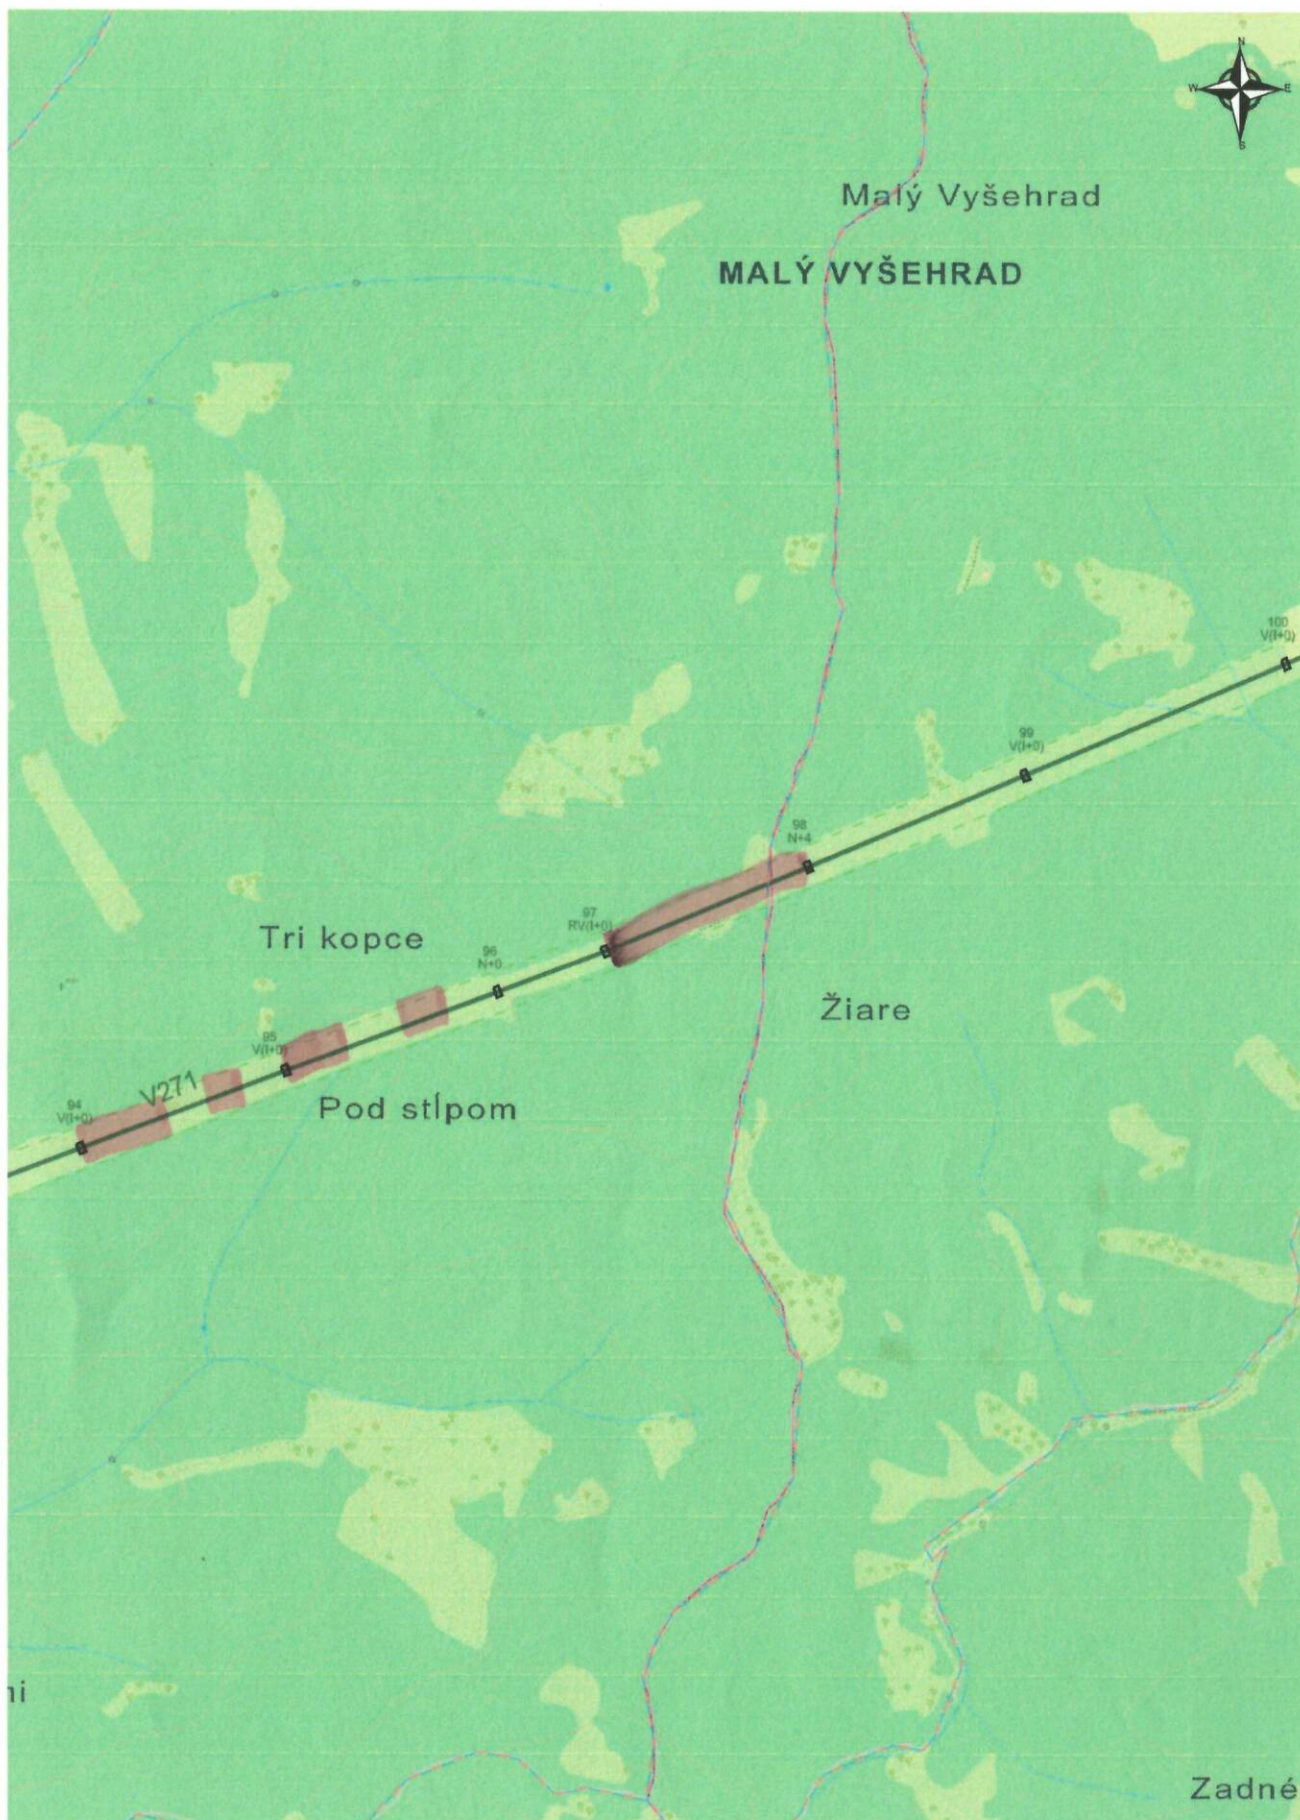 N
W E
S
Malý Vyšehrad
MALÝ VYŠEHRAD
100
V(I+0)
99
V(I+0)
98
N+4
97
RV(I+0)
Tri kopce
96
N+0
Žiare
95
V(I+0)
V271
94
V(I+0)
Pod stĺpom
ni
Zadné